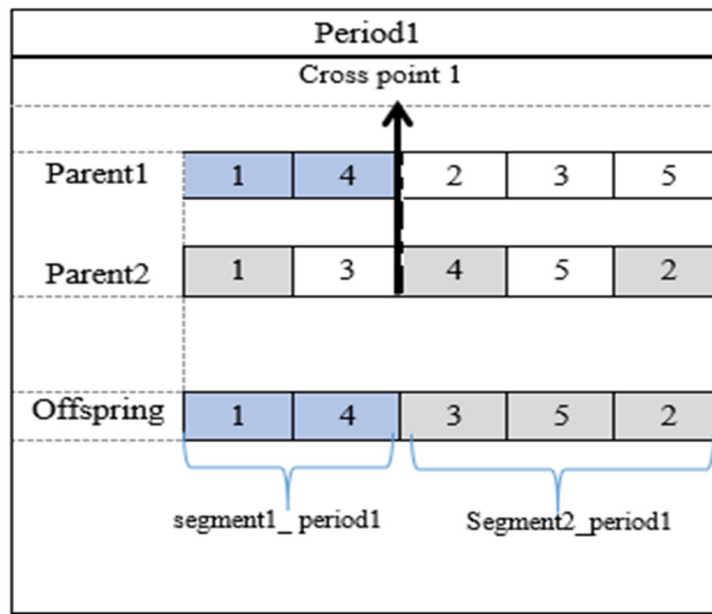 Period1
Cross point 1
Parent1 1 4 2 3 5
Parent2 1 3 4 5 2
Offspring 1 4 3 5 2
segment1_ period1 Segment2_period1